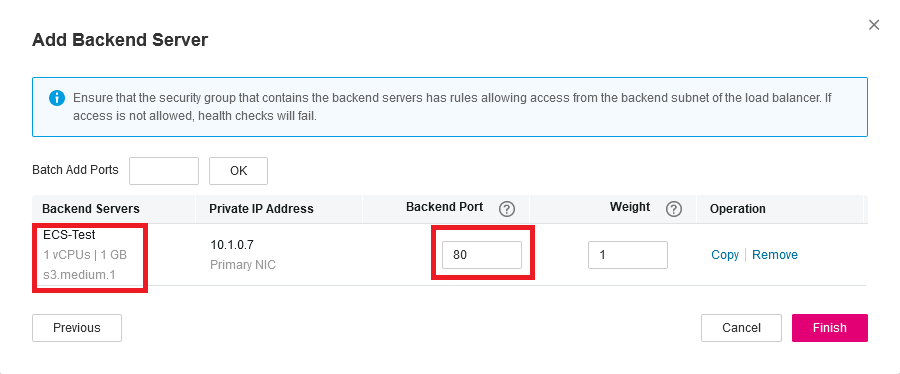 Add Backend Server
Ensure that the security group that contains the backend servers has rules allowing access from the backend subnet of the load balancer. If
access is not allowed, health checks will fail.
Batch Add Ports OK
Backend Servers Private IP Address Backend Port ? Weight ? Operation
ECS-Test
1 vCPUs | 1 GB
s3.medium.1
10.1.0.7
Primary NIC
80
1
Copy | Remove
Previous
Cancel
Finish